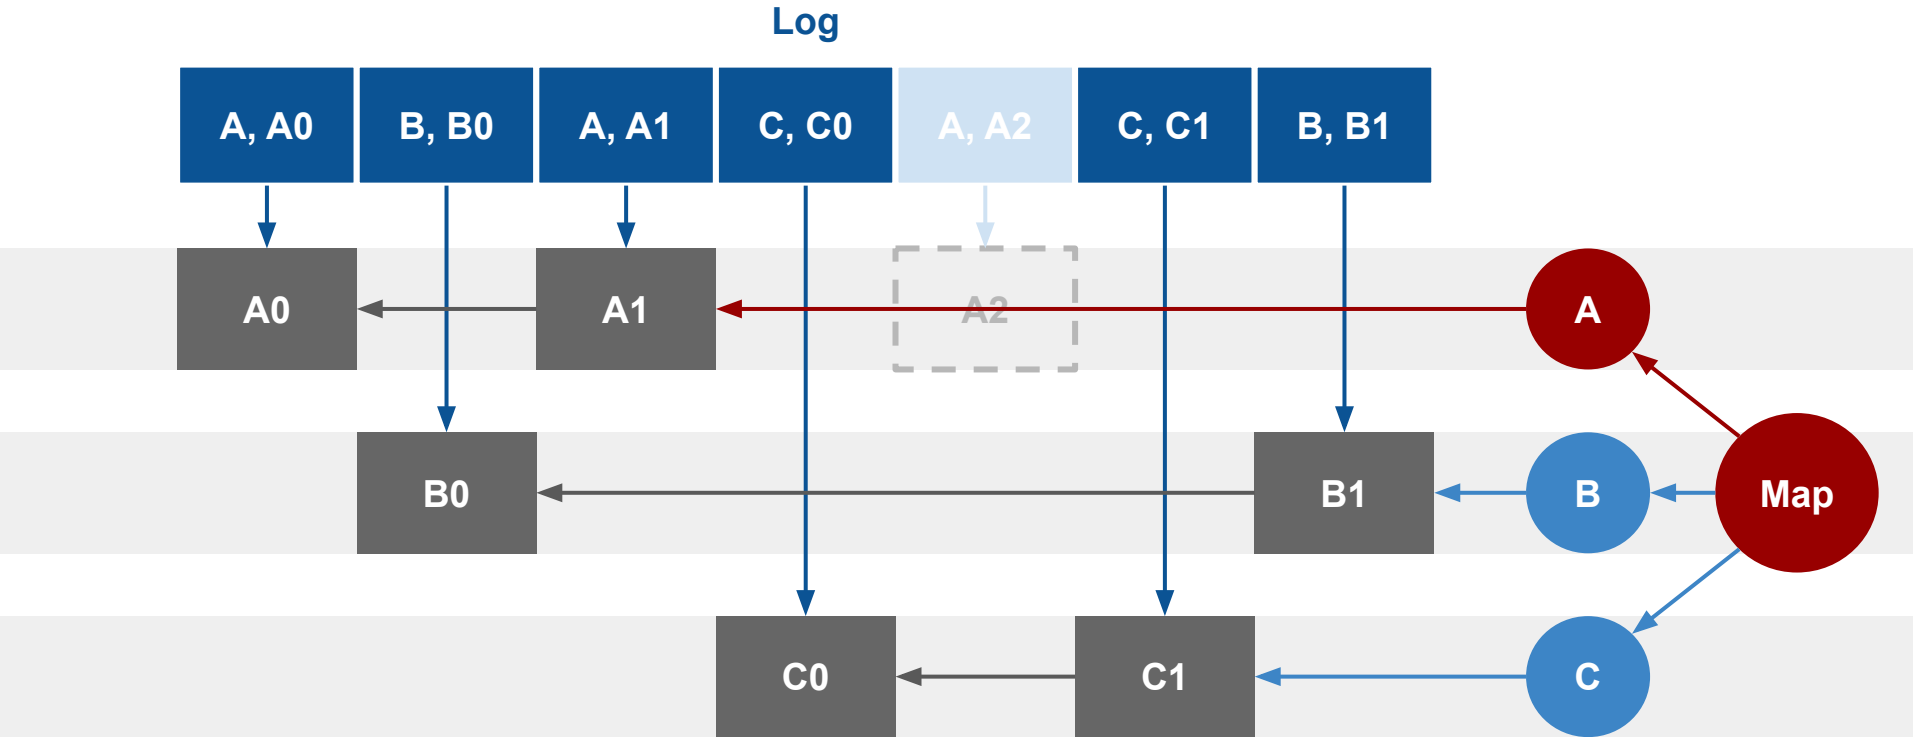 Log
A, A0
B, B0
A, A1
C, C0
A, A2
C, C1
B, B1
A0
A1
A2
A
B0
B1
B
Map
C0
C1
C